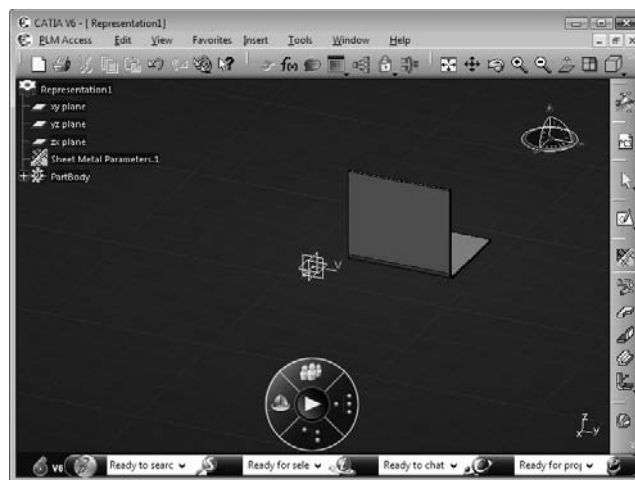 CATIA V6 - [ Representation1]
PLM Access Edit View Favorites Insert Tools Window Help
f(x)
Representation1
xy plane
yz plane
zx plane
Sheet Metal Parameters.1
PartBody
V
Z
y
V6 Ready to searc Ready for sele Ready to chat Ready for proj